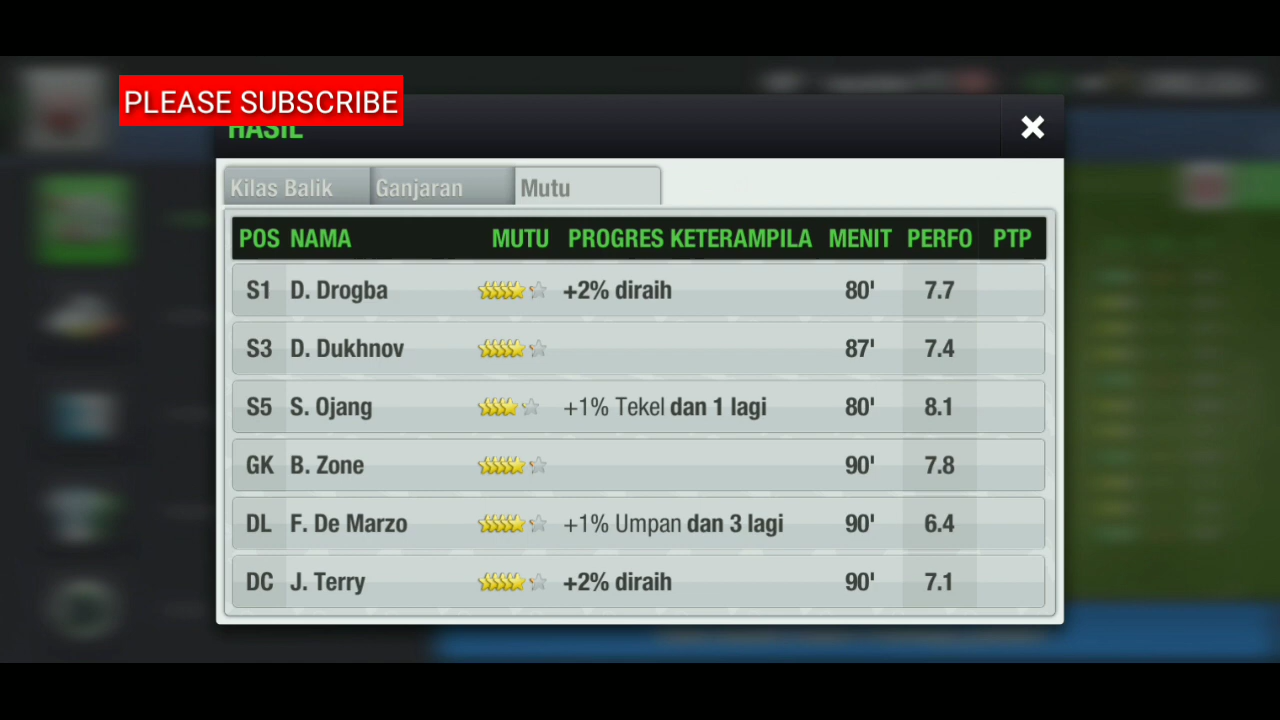 PLEASE SUBSCRIBE
HASIL
Kilas Balik Ganjaran Mutu
POS NAMA MUTU PROGRES KETERAMPILA MENIT PERFO PTP
S1 D. Drogba +2% diraih 80' 7.7
S3 D. Dukhnov 87' 7.4
S5 S. Ojang +1% Tekel dan 1 lagi 80' 8.1
GK B. Zone 90' 7.8
DL F. De Marzo +1% Umpan dan 3 lagi 90' 6.4
DC J. Terry +2% diraih 90' 7.1